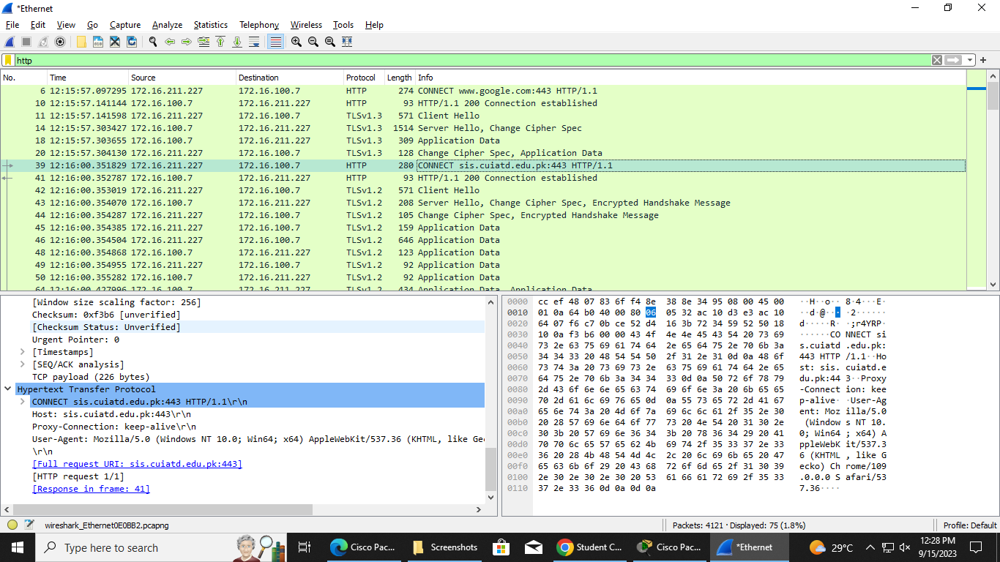 *Ethernet
File Edit View Go Capture Analyze Statistics Telephony Wireless Tools Help
http
No. Time Source Destination Protocol Length Info
6 12:15:57.097295 172.16.211.227 172.16.100.7 HTTP 274 CONNECT www.google.com:443 HTTP/1.1
10 12:15:57.141144 172.16.100.7 172.16.211.227 HTTP 93 HTTP/1.1 200 Connection established
11 12:15:57.141598 172.16.211.227 172.16.100.7 TLSv1.3 571 Client Hello
14 12:15:57.303427 172.16.100.7 172.16.211.227 TLSv1.3 1514 Server Hello, Change Cipher Spec
18 12:15:57.303655 172.16.100.7 172.16.211.227 TLSv1.3 309 Application Data
20 12:15:57.304130 172.16.211.227 172.16.100.7 TLSv1.3 128 Change Cipher Spec, Application Data
39 12:16:00.351829 172.16.211.227 172.16.100.7 HTTP 280 CONNECT sis.cuiatd.edu.pk:443 HTTP/1.1
41 12:16:00.352787 172.16.100.7 172.16.211.227 HTTP 93 HTTP/1.1 200 Connection established
42 12:16:00.353019 172.16.211.227 172.16.100.7 TLSv1.2 571 Client Hello
43 12:16:00.354070 172.16.100.7 172.16.211.227 TLSv1.2 208 Server Hello, Change Cipher Spec, Encrypted Handshake Message
44 12:16:00.354287 172.16.211.227 172.16.100.7 TLSv1.2 105 Change Cipher Spec, Encrypted Handshake Message
45 12:16:00.354385 172.16.211.227 172.16.100.7 TLSv1.2 159 Application Data
46 12:16:00.354504 172.16.211.227 172.16.100.7 TLSv1.2 646 Application Data
48 12:16:00.354868 172.16.100.7 172.16.211.227 TLSv1.2 123 Application Data
49 12:16:00.354955 172.16.211.227 172.16.100.7 TLSv1.2 92 Application Data
50 12:16:00.355282 172.16.100.7 172.16.211.227 TLSv1.2 92 Application Data
64 12:16:00.427996 172.16.100.7 172.16.211.227 TLSv1.2 434 Application Data, Application Data
[Window size scaling factor: 256]
Checksum: 0xf3b6 [unverified]
[Checksum Status: Unverified]
Urgent Pointer: 0
[Timestamps]
[SEQ/ACK analysis]
TCP payload (226 bytes)
Hypertext Transfer Protocol
CONNECT sis.cuiatd.edu.pk:443 HTTP/1.1\r\n
Host: sis.cuiatd.edu.pk:443\r\n
Proxy-Connection: keep-alive\r\n
User-Agent: Mozilla/5.0 (Windows NT 10.0; Win64; x64) AppleWebKit/537.36 (KHTML, like Gec
\r\n
[Full request URI: sis.cuiatd.edu.pk:443]
[HTTP request 1/1]
[Response in frame: 41]
0000 cc ef 48 07 83 6f f4 8e 38 8e 34 95 08 00 45 00 ··H··o·· 8·4···E·
0010 01 0a 64 b0 40 00 80 06 05 32 ac 10 d3 e3 ac 10 ··d·@··· ·2······
0020 64 07 f6 c7 0b ce 52 d4 16 3b 72 34 59 52 50 18 d·····R· ·;r4YRP·
0030 10 0a f3 b6 00 00 43 4f 4e 4e 45 43 54 20 73 69 ······CO NNECT si
0040 73 2e 63 75 69 61 74 64 2e 65 64 75 2e 70 6b 3a s.cuiatd .edu.pk:
0050 34 34 33 20 48 54 54 50 2f 31 2e 31 0d 0a 48 6f 443 HTTP /1.1··Ho
0060 73 74 3a 20 73 69 73 2e 63 75 69 61 74 64 2e 65 st: sis. cuiatd.e
0070 64 75 2e 70 6b 3a 34 34 33 0d 0a 50 72 6f 78 79 du.pk:44 3··Proxy
0080 2d 43 6f 6e 6e 65 63 74 69 6f 6e 3a 20 6b 65 65 -Connect ion: kee
0090 70 2d 61 6c 69 76 65 0d 0a 55 73 65 72 2d 41 67 p-alive· ·User-Ag
00a0 65 6e 74 3a 20 4d 6f 7a 69 6c 6c 61 2f 35 2e 30 ent: Moz illa/5.0
00b0 20 28 57 69 6e 64 6f 77 73 20 4e 54 20 31 30 2e (Window s NT 10.
00c0 30 3b 20 57 69 6e 36 34 3b 20 78 36 34 29 20 41 0; Win64 ; x64) A
00d0 70 70 6c 65 57 65 62 4b 69 74 2f 35 33 37 2e 33 ppleWebK it/537.3
00e0 36 20 28 4b 48 54 4d 4c 2c 20 6c 69 6b 65 20 47 6 (KHTML , like G
00f0 65 63 6b 6f 29 20 43 68 72 6f 6d 65 2f 31 30 39 ecko) Ch rome/109
0100 2e 30 2e 30 2e 30 20 53 61 66 61 72 69 2f 35 33 .0.0.0 S afari/53
0110 37 2e 33 36 0d 0a 0d 0a 7.36····
wireshark_Ethernet0E0BB2.pcapng Packets: 4121 · Displayed: 75 (1.8%) Profile: Default
Type here to search Cisco Pac... Screenshots Student C... Cisco Pac... *Ethernet 29°C 12:28 PM
9/15/2023